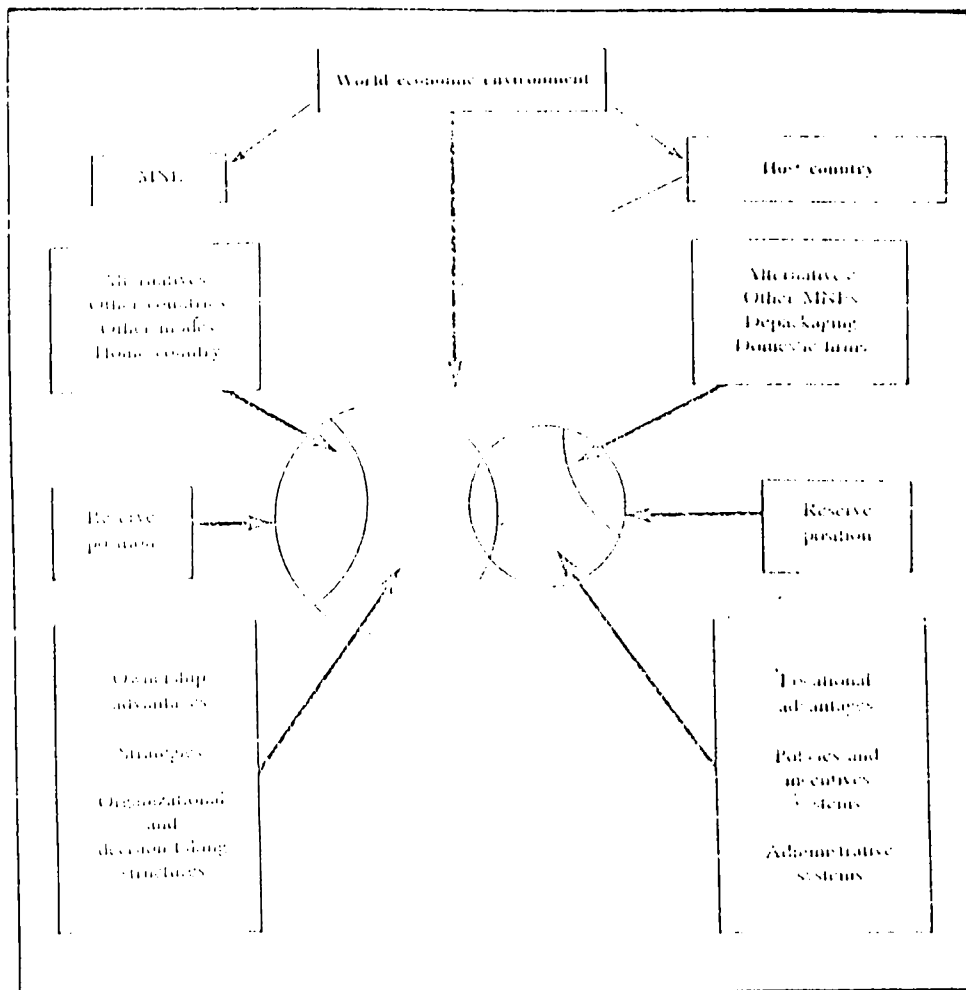 World economic environment
MNE
Host country
Alternatives
Other countries
Other modes
Home country
Alternatives
Other MNEs
Depackaging
Domestic firms
Reserve
position
Reserve
position
Ownership
advantages
Strategies
Organizational
and
decision
structures
Locational
advantages
Policies and
incentives
systems
Administrative
systems